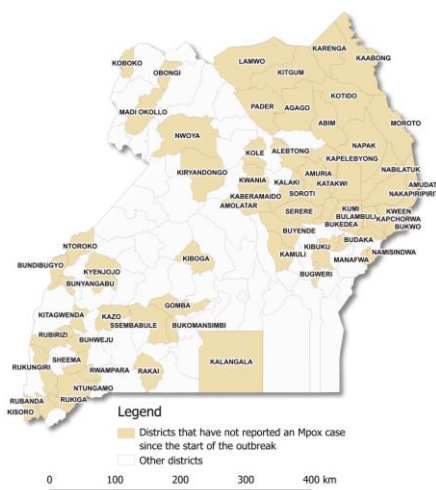 KARENGA
KAABONG
LAMWO
KITGUM
KOBOKO
OBONGI
KOTIDO
MADI OKOLLO
PADER
AGAGO
ABIM
MOROTO
NWOYA
KOLE
ALEBTONG
NAPAK
KAPELEBYONG
KIRYANDONGO
KWANIA
KALAKI
AMURIA
NABILATUK
KATAKWI
AMUDAT
KABERAMAIDO
SOROTI
NAKAPIRIPIRIT
AMOLATAR
SERERE
KUMI
KWEEN
BULAMBULI
KAPCHORWA
BUKEDEA
BUKWO
BUYENDE
NTOROKO
KIBUKU
BUDAKA
NAMISINDWA
KIBOGA
KAMULI
MANAFWA
BUNDIBUGYO
KYENJOJO
BUGWERI
BUNYANGABU
GOMBA
KITAGWENDA
KAZO
SSEMBABULE
BUKOMANSIMBI
RUBIRIZI
BUHWEJU
SHEEMA
KALANGALA
RUKUNGIRI
RWAMPARA
RAKAI
NTUNGAMO
RUBANDA
RUKIGA
KISORO
Legend
Districts that have not reported an Mpox case
since the start of the outbreak
Other districts
0 100 200 300 400 km